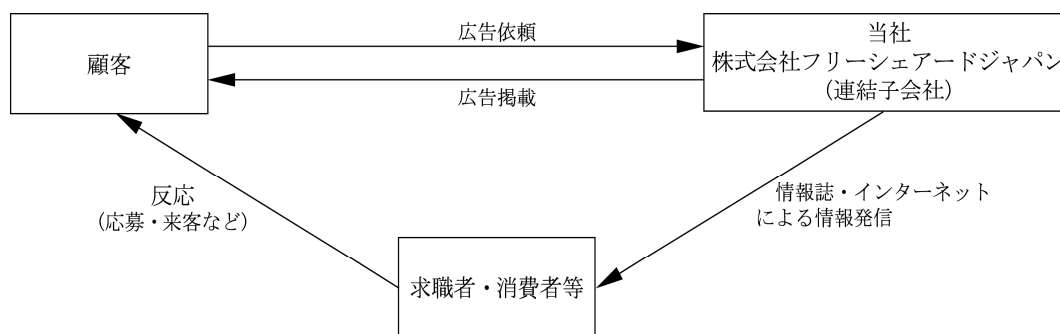 広告依頼
当社
顧客
株式会社フリーシェアードジャパン
(連結子会社)
広告掲載
反応
(応募・来客など)
情報誌・インターネット
による情報発信
求職者・消費者等